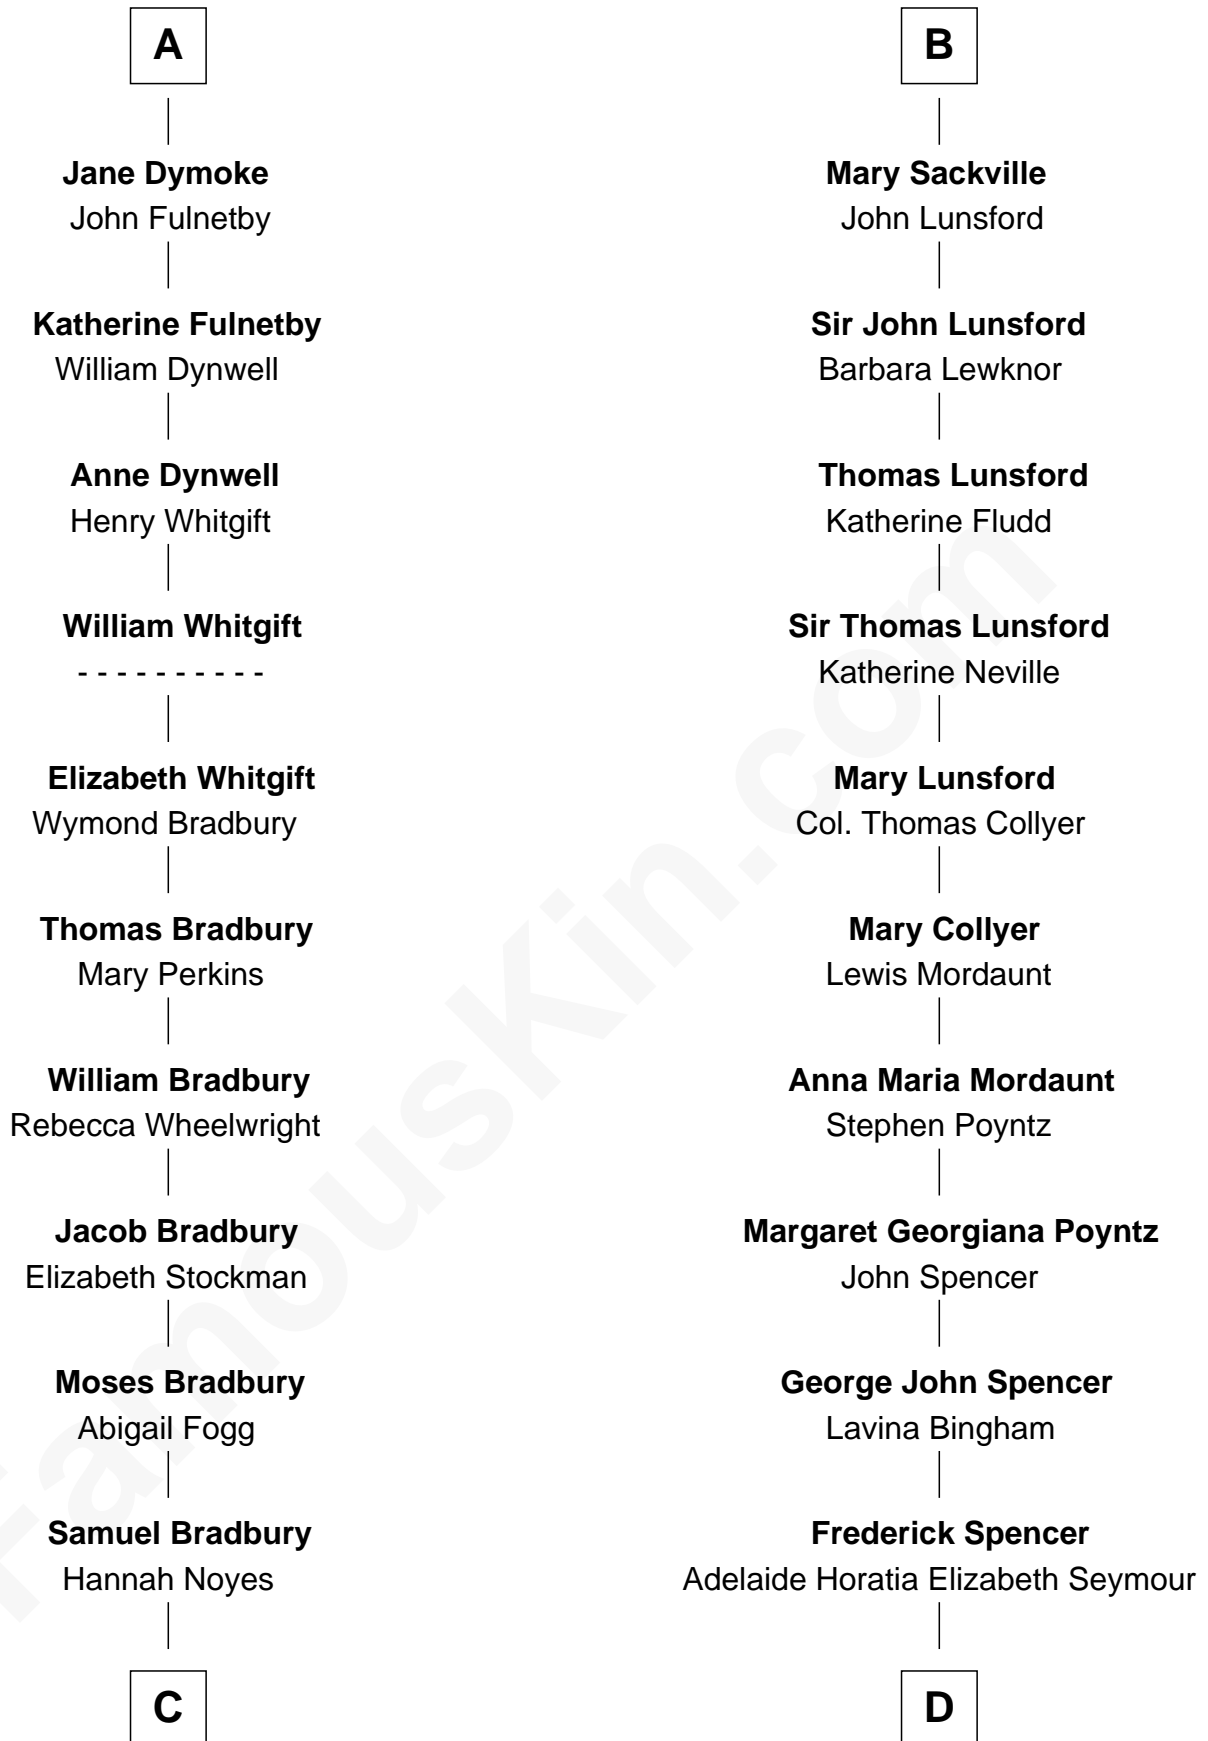 A
Jane Dymoke
John Fulnetby
Katherine Fulnetby
William Dynwell
Anne Dynwell
Henry Whitgift
William Whitgift
- - - - - - - - - -
Elizabeth Whitgift
Wymond Bradbury
Thomas Bradbury
Mary Perkins
William Bradbury
Rebecca Wheelwright
Jacob Bradbury
Elizabeth Stockman
Moses Bradbury
Abigail Fogg
Samuel Bradbury
Hannah Noyes
C
B
Mary Sackville
John Lunsford
Sir John Lunsford
Barbara Lewknor
Thomas Lunsford
Katherine Fludd
Sir Thomas Lunsford
Katherine Neville
Mary Lunsford
Col. Thomas Collyer
Mary Collyer
Lewis Mordaunt
Anna Maria Mordaunt
Stephen Poyntz
Margaret Georgiana Poyntz
John Spencer
George John Spencer
Lavina Bingham
Frederick Spencer
Adelaide Horatia Elizabeth Seymour
D
FamousKin.com